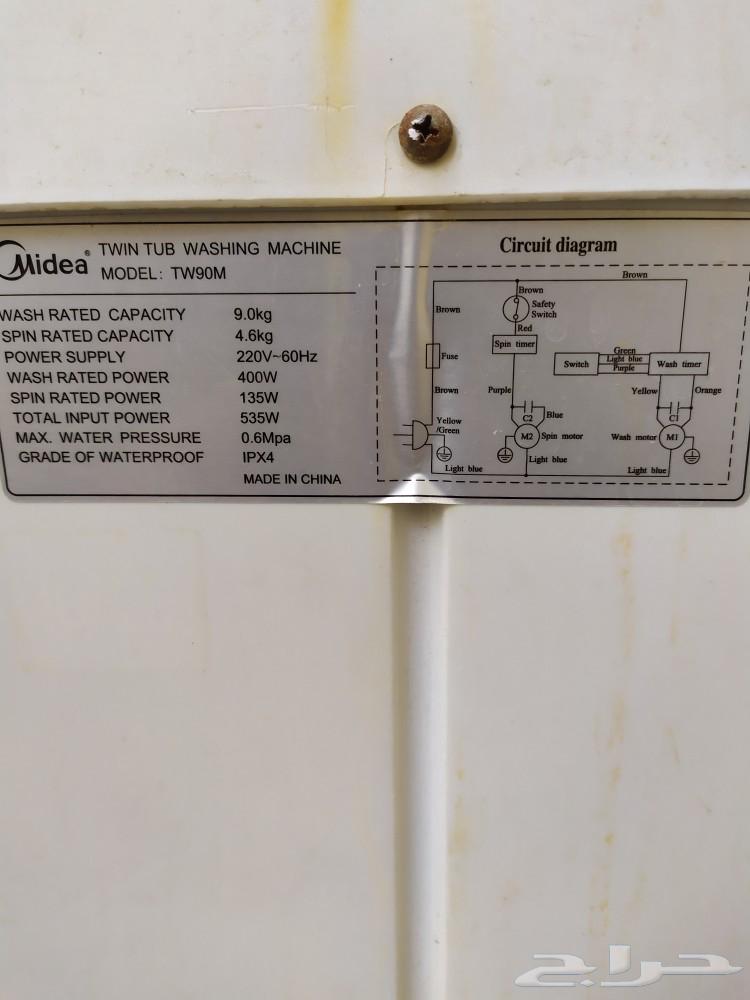 Midea® TWIN TUB WASHING MACHINE
MODEL: TW90M
WASH RATED CAPACITY 9.0kg
SPIN RATED CAPACITY 4.6kg
POWER SUPPLY 220V~60Hz
WASH RATED POWER 400W
SPIN RATED POWER 135W
TOTAL INPUT POWER 535W
MAX. WATER PRESSURE 0.6Mpa
GRADE OF WATERPROOF IPX4
MADE IN CHINA
Circuit diagram
Brown
Brown
Brown
Safety
Switch
Red
Spin timer
Fuse
Green
Switch
Light blue
Wash timer
Purple
Brown
Purple
Yellow
Orange
C2
Blue
C1
Yellow
/Green
M2
Spin motor
Wash motor
M1
Light blue
Light blue
Light blue
حراج